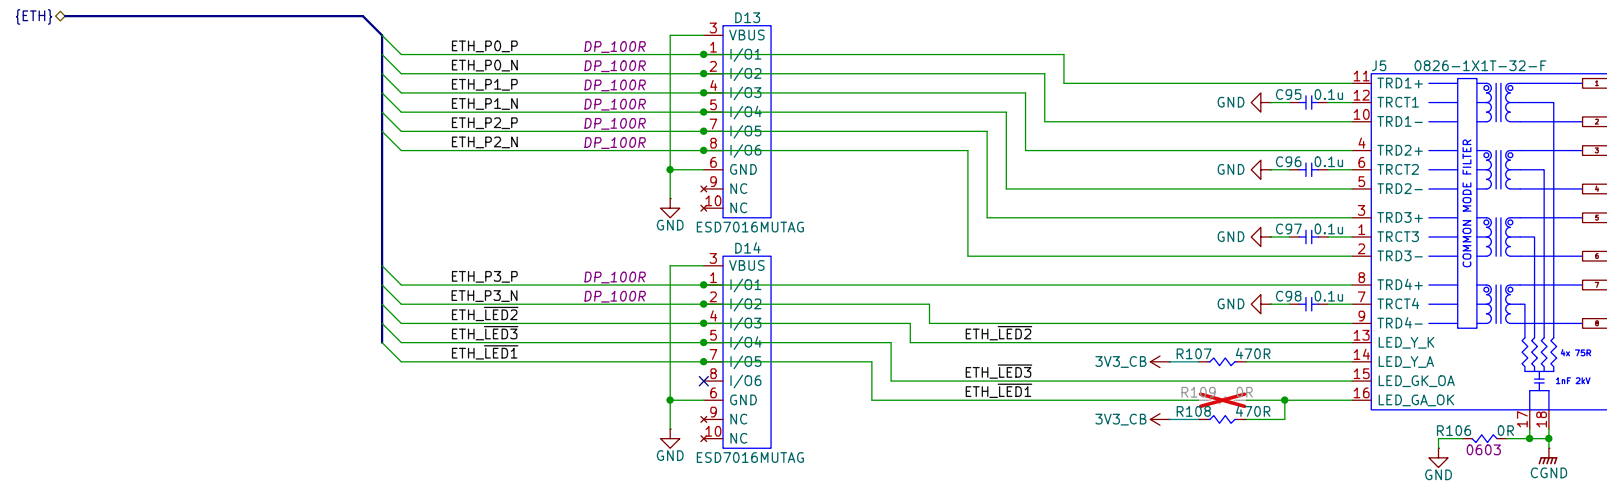 {ETH}
D13
ETH_P0_P DP_100R 3 VBUS
ETH_P0_N DP_100R 1 I/O1
ETH_P1_P DP_100R 2 I/O2
ETH_P1_N DP_100R 4 I/O3
ETH_P2_P DP_100R 5 I/O4
ETH_P2_N DP_100R 7 I/O5
8 I/O6
6 GND
9 NC
10 NC
GND ESD7016MUTAG
D14
3 VBUS
ETH_P3_P DP_100R 1 I/O1
ETH_P3_N DP_100R 2 I/O2
ETH_LED2 4 I/O3
ETH_LED3 5 I/O4
ETH_LED1 7 I/O5
8 I/O6
6 GND
9 NC
10 NC
GND ESD7016MUTAG
J5 0826-1X1T-32-F
11 TRD1+ 1
GND C95 0.1u 12 TRCT1
10 TRD1- 2
4 TRD2+ 3
GND C96 0.1u 6 TRCT2
5 TRD2- 4
3 TRD3+ 5
GND C97 0.1u 1 TRCT3
2 TRD3- 6
8 TRD4+ 7
GND C98 0.1u 7 TRCT4
9 TRD4- 8
COMMON MODE FILTER
ETH_LED2 13 LED_Y_K
3V3_CB R107 470R 14 LED_Y_A
ETH_LED3 15 LED_GK_OA
ETH_LED1 R109 0R 16 LED_GA_OK
3V3_CB R108 470R
4x 75R
1nF 2kV
17 18
R106 0R
0603
GND CGND